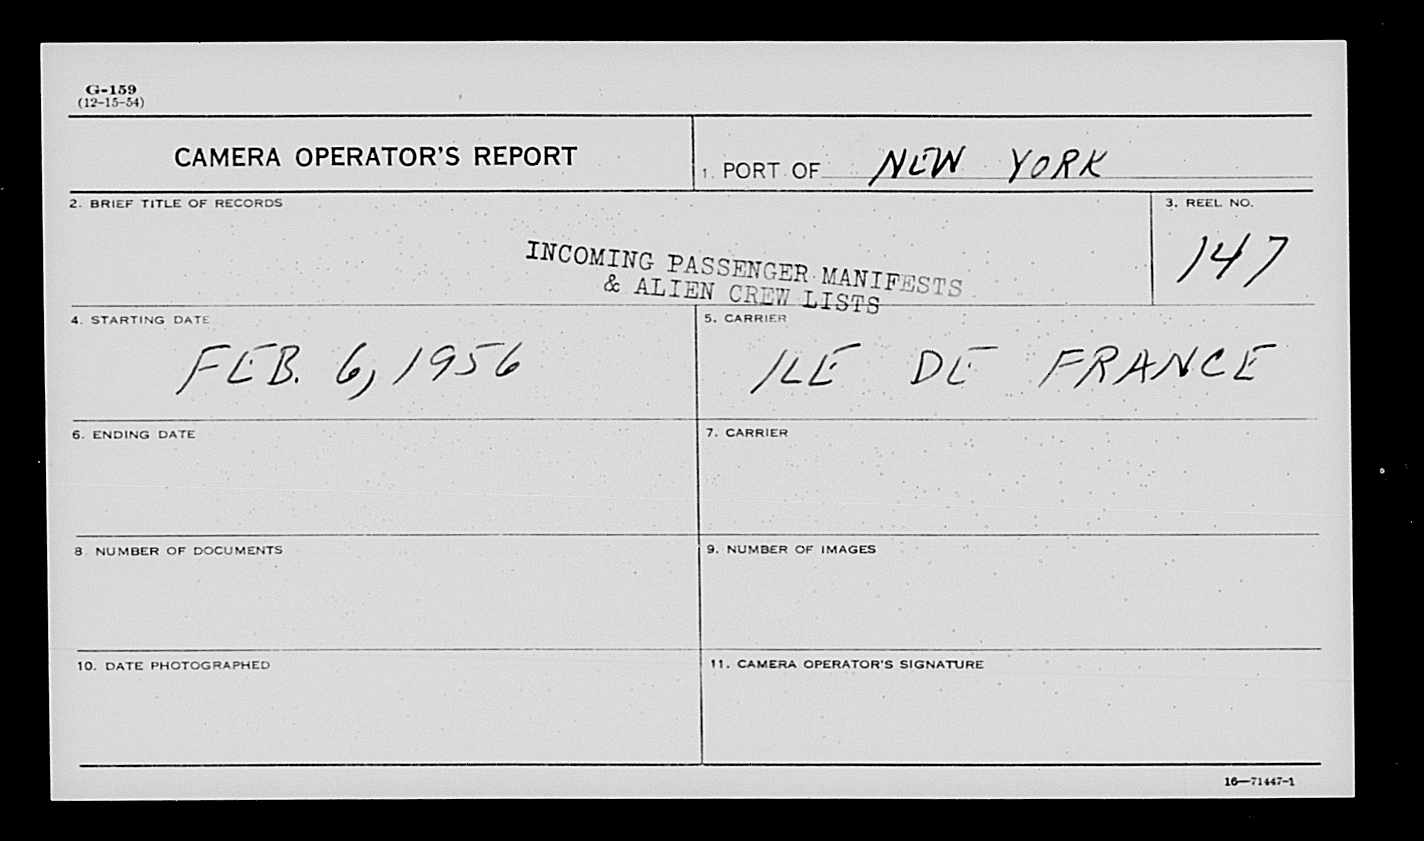 G-159
(12-15-54)
CAMERA OPERATOR'S REPORT
1. PORT OF NEW YORK
2. BRIEF TITLE OF RECORDS
3. REEL NO.
INCOMING PASSENGER MANIFESTS
& ALIEN CREW LISTS
147
4. STARTING DATE
5. CARRIER
FEB. 6, 1956
ILE DE FRANCE
6. ENDING DATE
7. CARRIER
8 NUMBER OF DOCUMENTS
9. NUMBER OF IMAGES
10. DATE PHOTOGRAPHED
11. CAMERA OPERATOR'S SIGNATURE
16—71447-1